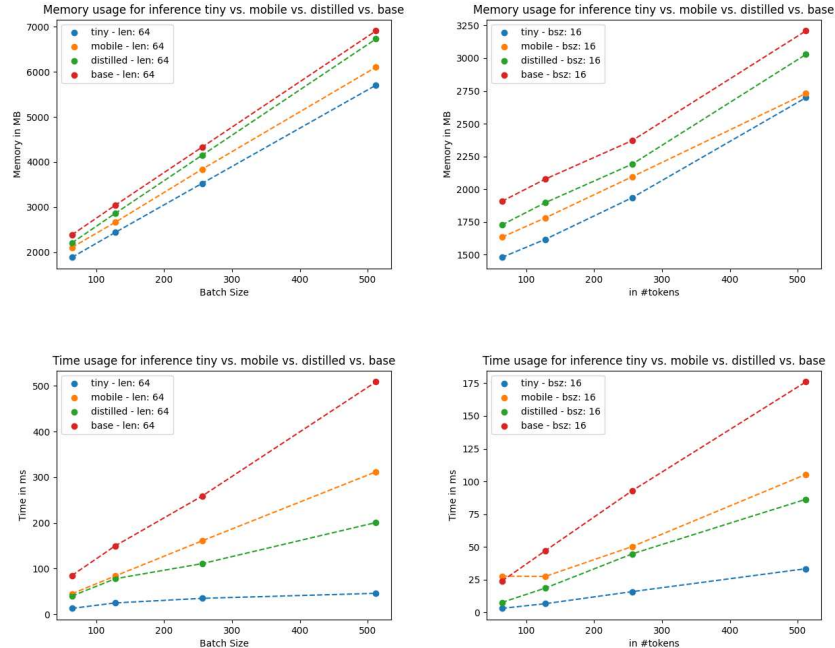 Memory usage for inference tiny vs. mobile vs. distilled vs. base
7000
6000
5000
4000
3000
2000
Memory in MB
tiny - len: 64
mobile - len: 64
distilled - len: 64
base - len: 64
100
200
300
400
500
Batch Size
Memory usage for inference tiny vs. mobile vs. distilled vs. base
3250
3000
2750
2500
2250
2000
1750
1500
Memory in MB
tiny - bsz: 16
mobile - bsz: 16
distilled - bsz: 16
base - bsz: 16
100
200
300
400
500
in #tokens
Time usage for inference tiny vs. mobile vs. distilled vs. base
500
400
300
200
100
0
Time in ms
tiny - len: 64
mobile - len: 64
distilled - len: 64
base - len: 64
100
200
300
400
500
Batch Size
Time usage for inference tiny vs. mobile vs. distilled vs. base
175
150
125
100
75
50
25
0
Time in ms
tiny - bsz: 16
mobile - bsz: 16
distilled - bsz: 16
base - bsz: 16
100
200
300
400
500
in #tokens